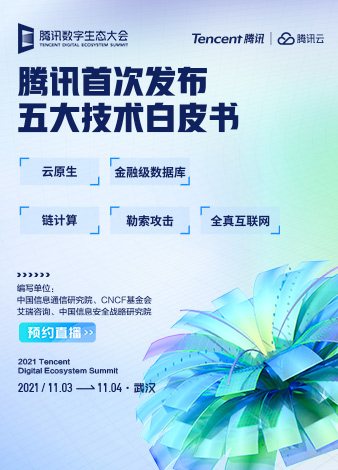 腾讯数字生态大会
TENCENT DIGITAL ECOSYSTEM SUMMIT
Tencent 腾讯
腾讯云
腾讯首次发布
五大技术白皮书
云原生
金融级数据库
链计算
勒索攻击
全真互联网
编写单位：
中国信息通信研究院、CNCF基金会
艾瑞咨询、中国信息安全战略研究院
预约直播>>
2021 Tencent
Digital Ecosystem Summit
2021 / 11.03 → 11.04 · 武汉